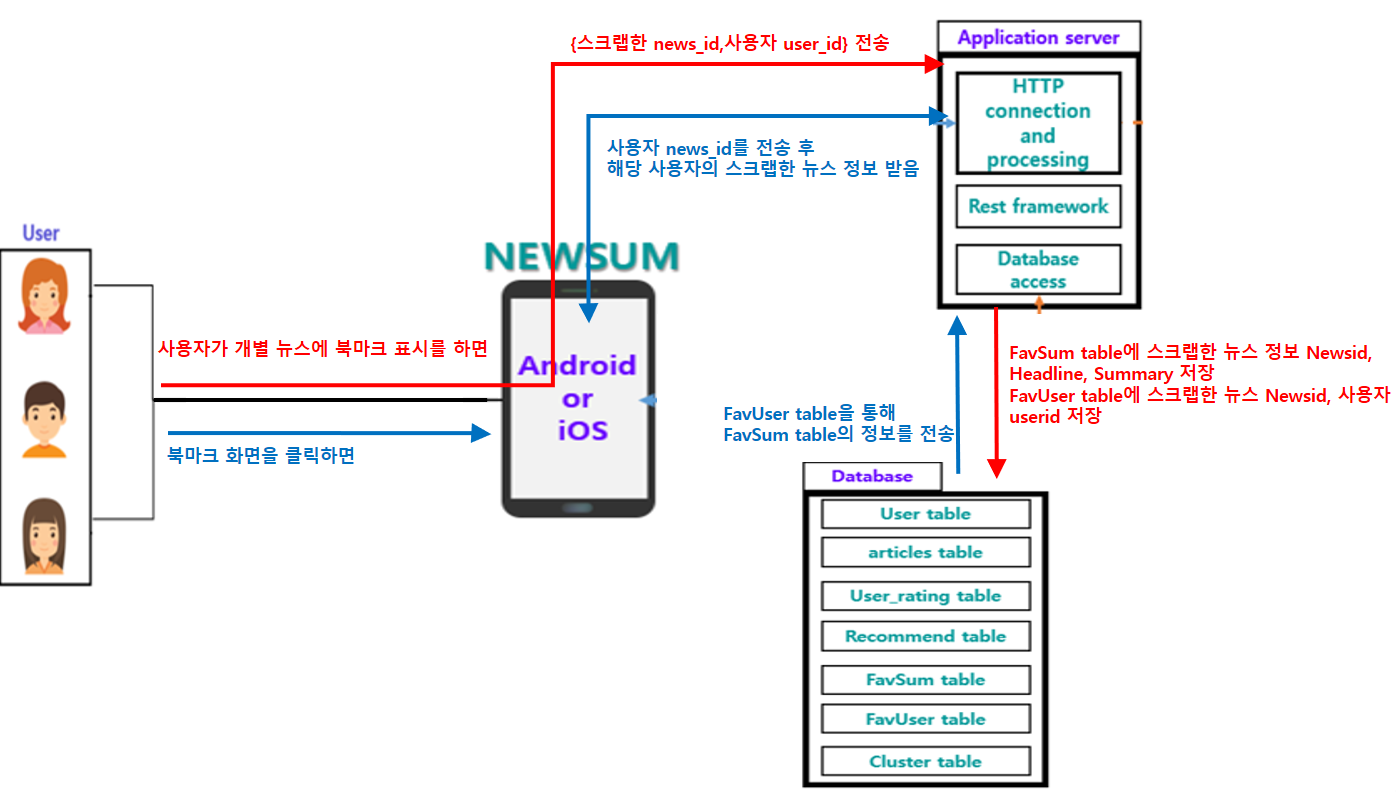 {스크랩한 news_id,사용자 user_id} 전송
Application server
HTTP
connection
and
processing
Rest framework
Database
access
사용자 news_id를 전송 후
해당 사용자의 스크랩한 뉴스 정보 받음
User
NEWSUM
Android
or
iOS
사용자가 개별 뉴스에 북마크 표시를 하면
북마크 화면을 클릭하면
FavSum table에 스크랩한 뉴스 정보 Newsid,
Headline, Summary 저장
FavUser table에 스크랩한 뉴스 Newsid, 사용자
userid 저장
FavUser table을 통해
FavSum table의 정보를 전송
Database
User table
articles table
User_rating table
Recommend table
FavSum table
FavUser table
Cluster table